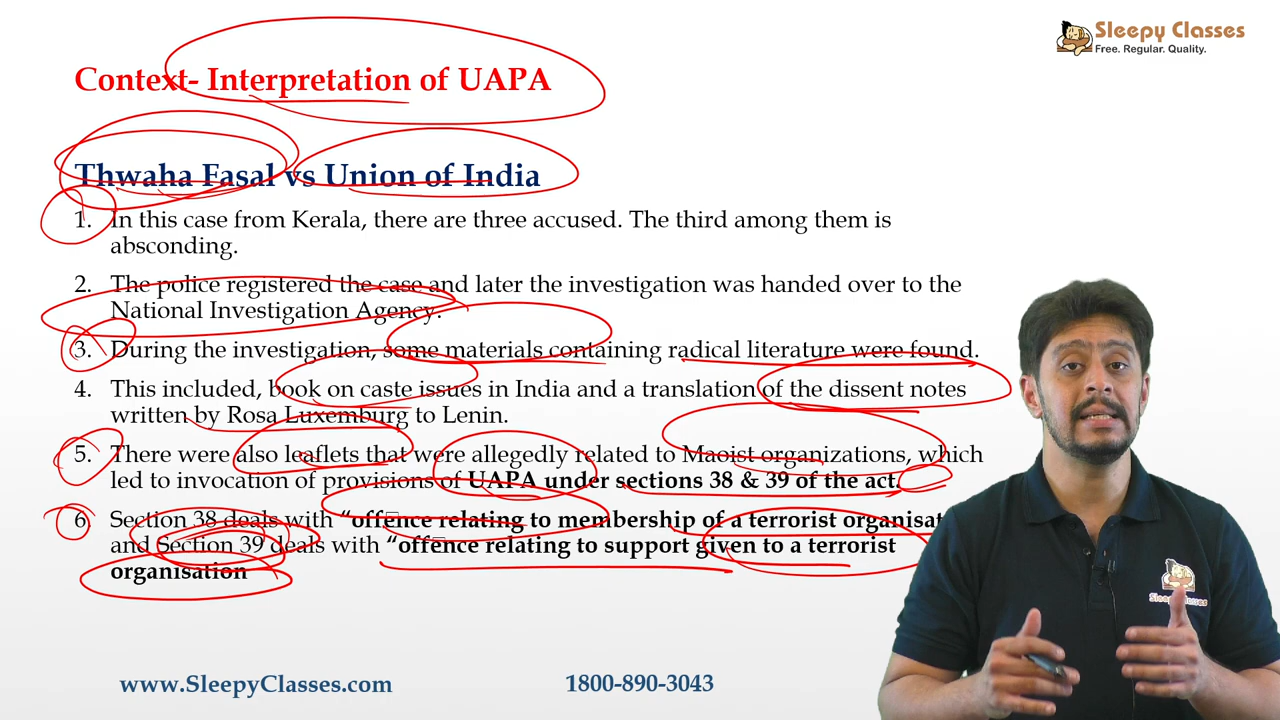 Sleepy Classes
Free. Regular. Quality.
Context- Interpretation of UAPA
Thwaha Fasal vs Union of India
1. In this case from Kerala, there are three accused. The third among them is
absconding.
2. The police registered the case and later the investigation was handed over to the
National Investigation Agency.
3. During the investigation, some materials containing radical literature were found.
4. This included, book on caste issues in India and a translation of the dissent notes
written by Rosa Luxemburg to Lenin.
5. There were also leaflets that were allegedly related to Maoist organizations, which
led to invocation of provisions of UAPA under sections 38 & 39 of the act.
6. Section 38 deals with “offence relating to membership of a terrorist
and Section 39 deals with “offence relating to support given to a terrorist
organisation
Sleepy Classes
www.SleepyClasses.com
1800-890-3043